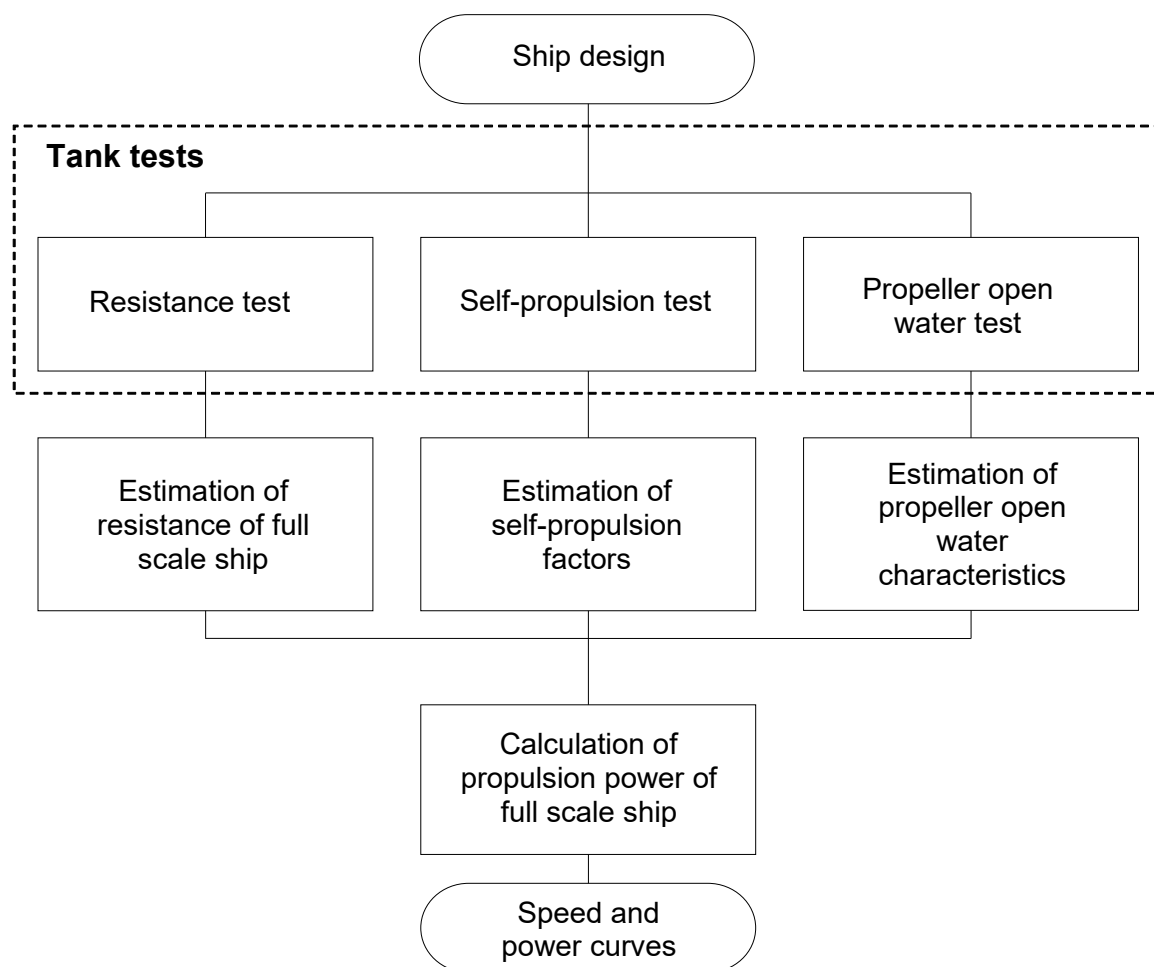 Ship design
Tank tests
Resistance test
Self-propulsion test
Propeller open
water test
Estimation of
resistance of full
scale ship
Estimation of
self-propulsion
factors
Estimation of
propeller open
water
characteristics
Calculation of
propulsion power of
full scale ship
Speed and
power curves